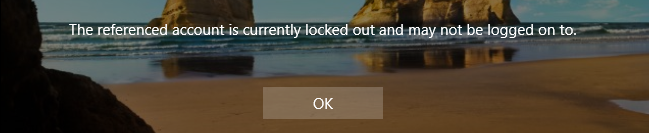 The referenced account is currently locked out and may not be logged on to.
OK